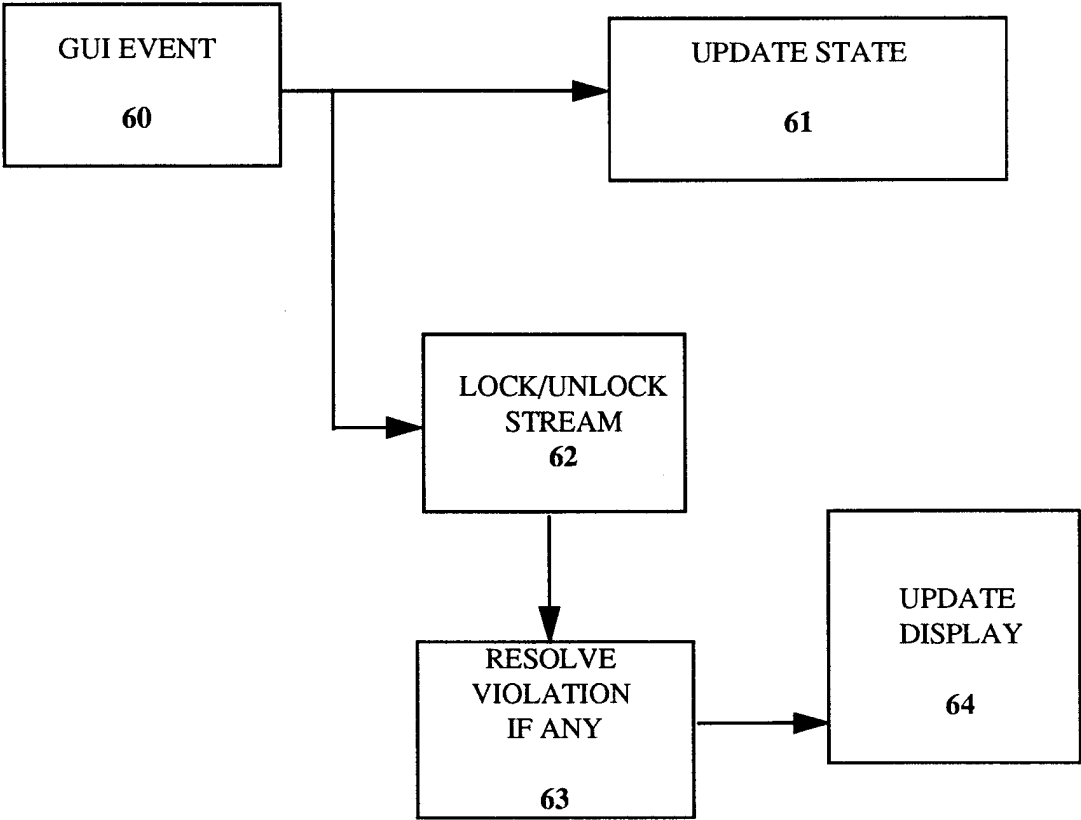 GUI EVENT
60
UPDATE STATE
61
LOCK/UNLOCK
STREAM
62
RESOLVE
VIOLATION
IF ANY
63
UPDATE
DISPLAY
64